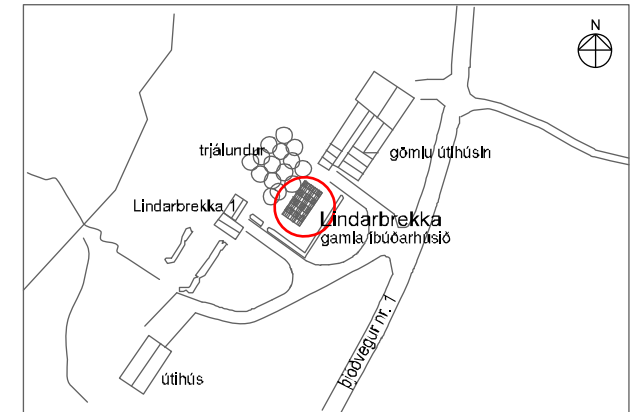 N
trjálundur
gömlu útihúsin
Lindarbrekka 1
Lindarbrekka
gamla íbúðarhúsið
þjóðvegur nr. 1
útihús